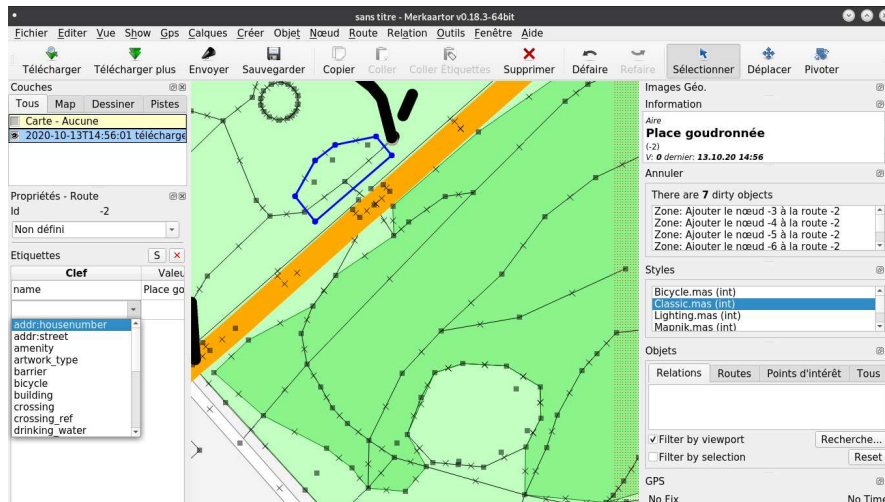 sans titre - Merkaartor v0.18.3-64bit
Fichier Editer Vue Show Gps Calques Créer Objet Nœud Route Relation Outils Fenêtre Aide
Télécharger Télécharger plus Envoyer Sauvegarder Copier Coller Coller Étiquettes Supprimer Défaire Refaire Sélectionner Déplacer Pivoter
Couches
Tous Map Dessiner Pistes
Carte - Aucune
2020-10-13T14:56:01 télécharge
Propriétés - Route
Id -2
Non défini
Etiquettes S
Clef Valeu
name Place go
addr:housenumber
addr:street
amenity
artwork_type
barrier
bicycle
building
crossing
crossing_ref
drinking_water
Images Géo.
Information
Aire
Place goudronnée
(-2)
V: 0 dernier: 13.10.20 14:56
Annuler
There are 7 dirty objects
Zone: Ajouter le nœud -3 à la route -2
Zone: Ajouter le nœud -4 à la route -2
Zone: Ajouter le nœud -5 à la route -2
Zone: Ajouter le nœud -6 à la route -2
Styles
Bicycle.mas (int)
Classic.mas (int)
Lighting.mas (int)
Mapnik.mas (int)
Objets
Relations Routes Points d'intérêt Tous
Filter by viewport Recherche...
Filter by selection Reset
GPS
No Fix No Time